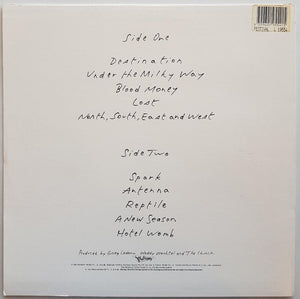 Side One
Destination
Under the Milky Way
Blood Money
Lost
North, South, East and West
Side Two
Spark
Antenna
Reptile
A New Season
Hotel Womb
Produced by Greg Ladanyi Waddy Wachtel and The Church